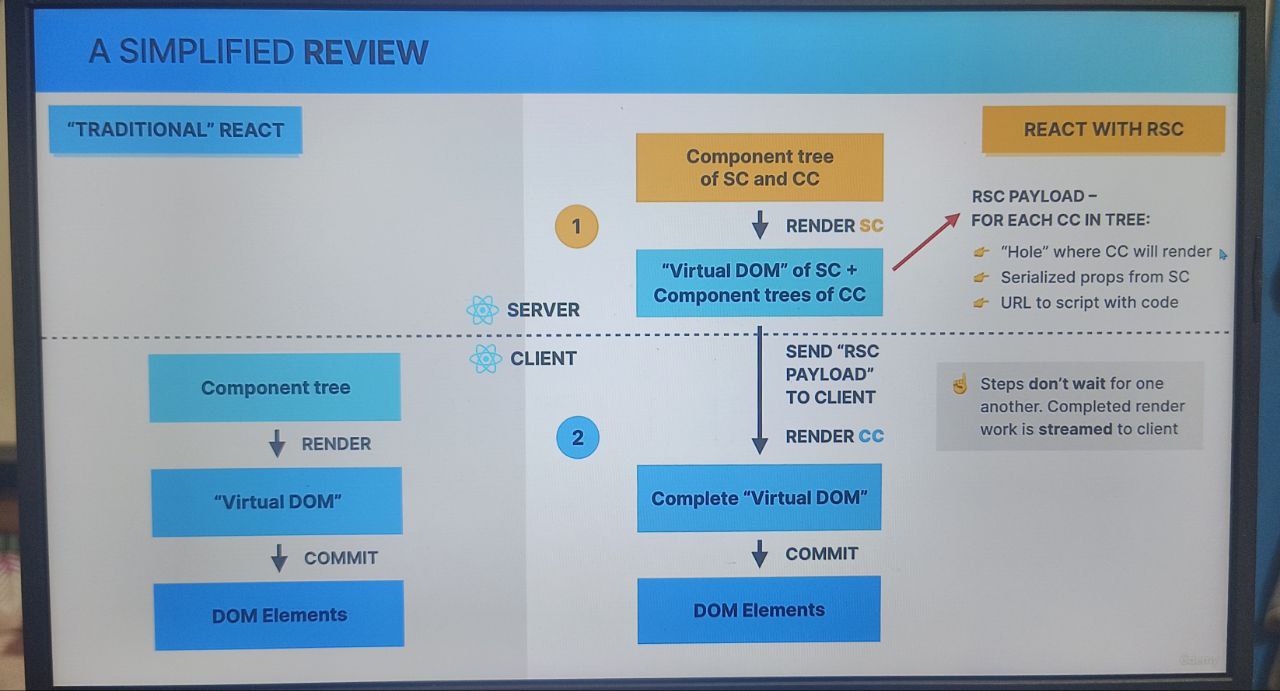 A SIMPLIFIED REVIEW
“TRADITIONAL” REACT
REACT WITH RSC
Component tree
of SC and CC
1
RENDER SC
“Virtual DOM” of SC +
Component trees of CC
RSC PAYLOAD –
FOR EACH CC IN TREE:
“Hole” where CC will render
Serialized props from SC
URL to script with code
SERVER
CLIENT
Component tree
RENDER
“Virtual DOM”
COMMIT
DOM Elements
2
SEND “RSC
PAYLOAD”
TO CLIENT
RENDER CC
Complete “Virtual DOM”
COMMIT
DOM Elements
Steps don’t wait for one
another. Completed render
work is streamed to client